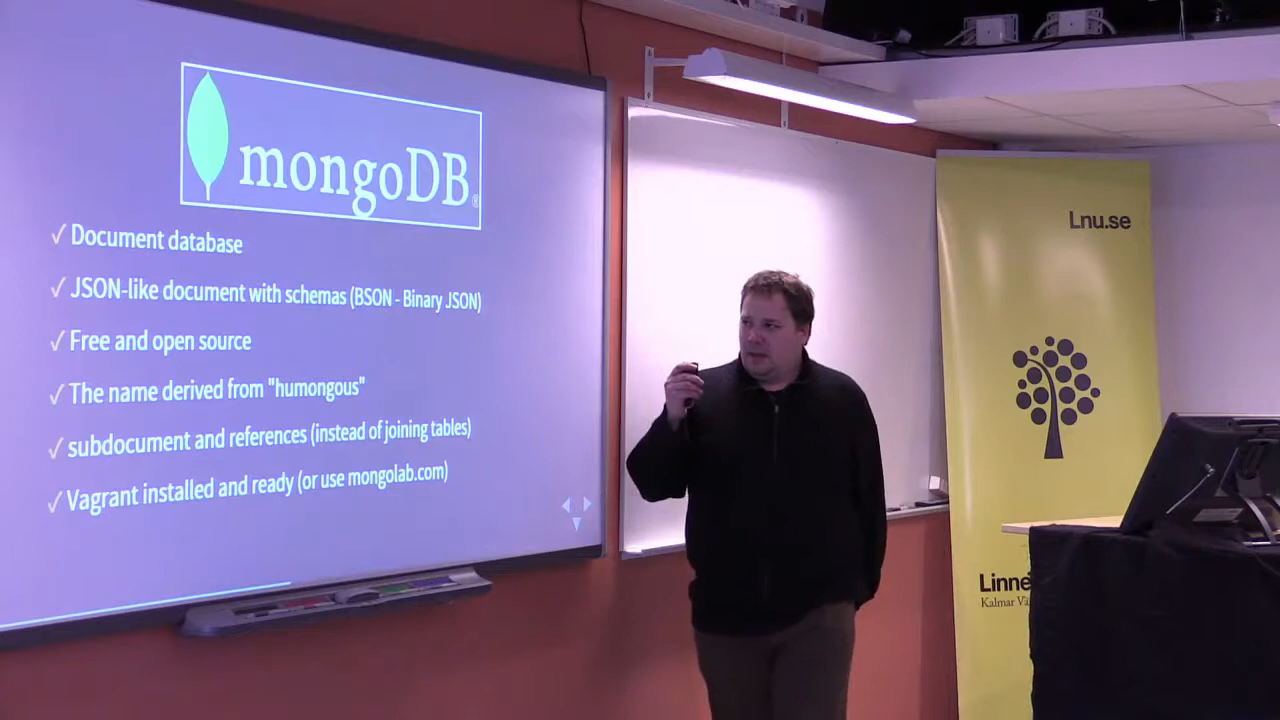 mongoDB®
✓ Document database
✓ JSON-like document with schemas (BSON - Binary JSON)
✓ Free and open source
✓ The name derived from "humongous"
✓ subdocument and references (instead of joining tables)
✓ Vagrant installed and ready (or use mongolab.com)
Lnu.se
Linne
Kalmar Vä